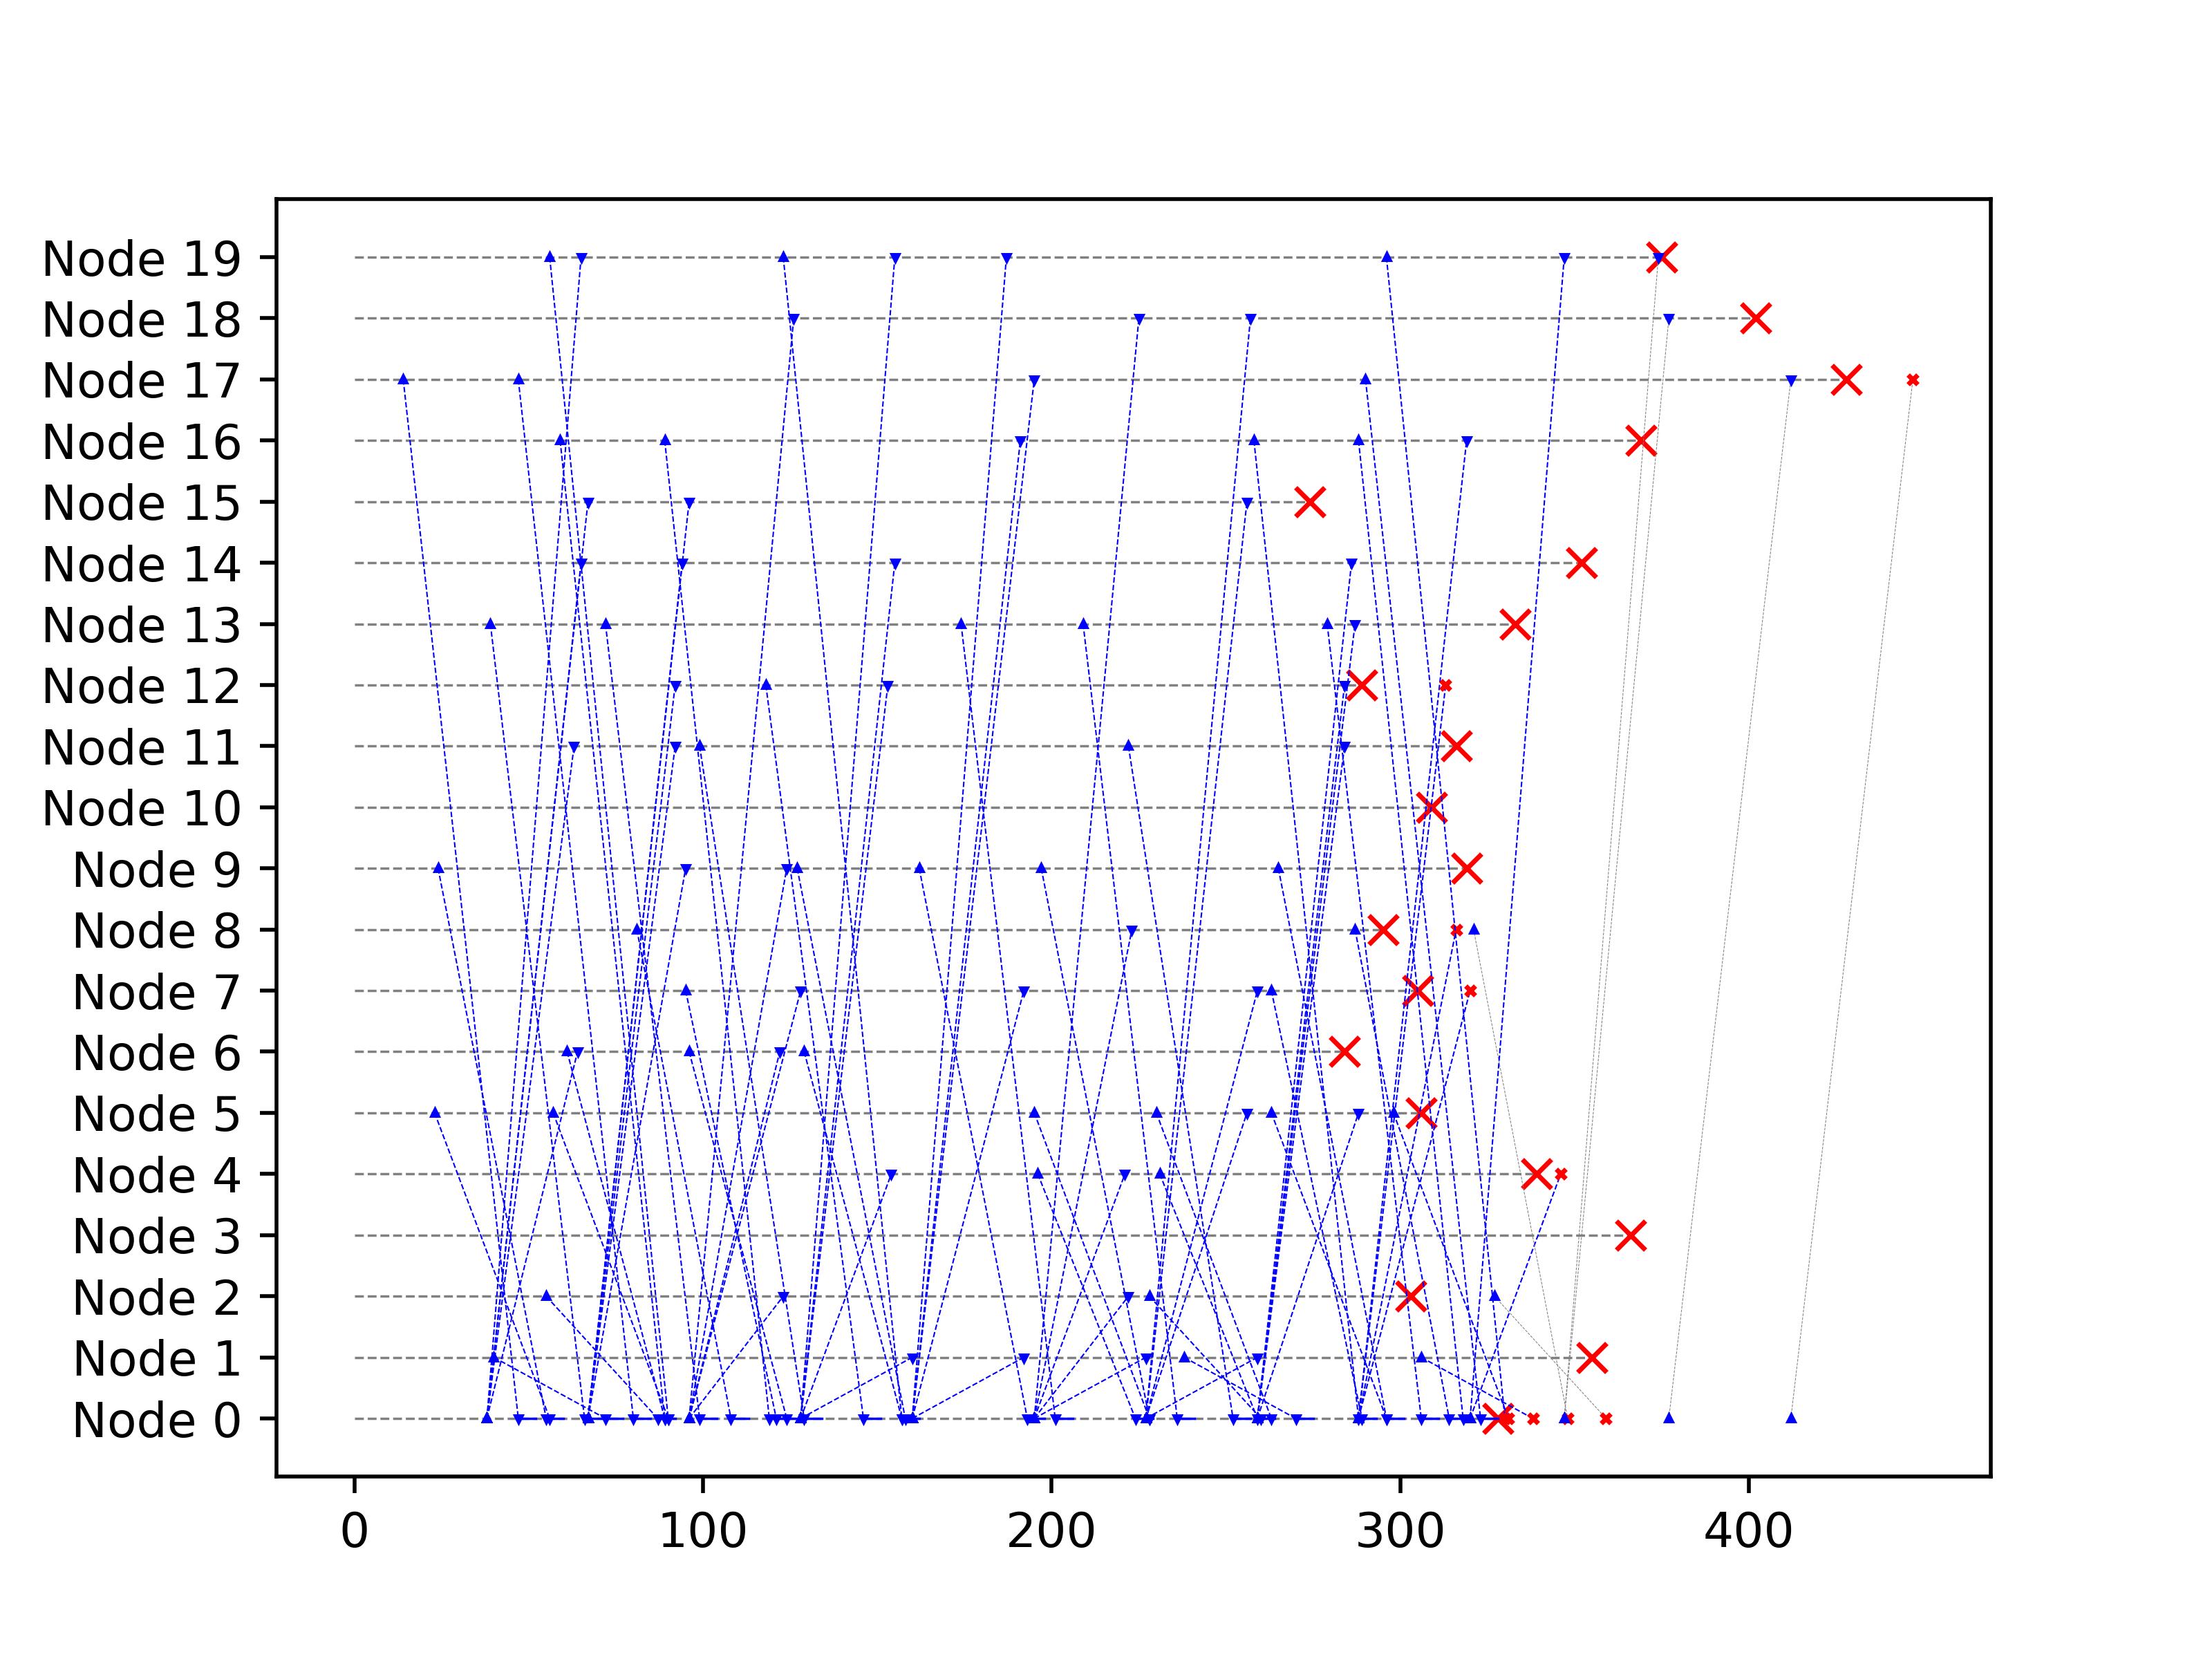 Node 19
Node 18
Node 17
Node 16
Node 15
Node 14
Node 13
Node 12
Node 11
Node 10
Node 9
Node 8
Node 7
Node 6
Node 5
Node 4
Node 3
Node 2
Node 1
Node 0
0 100 200 300 400